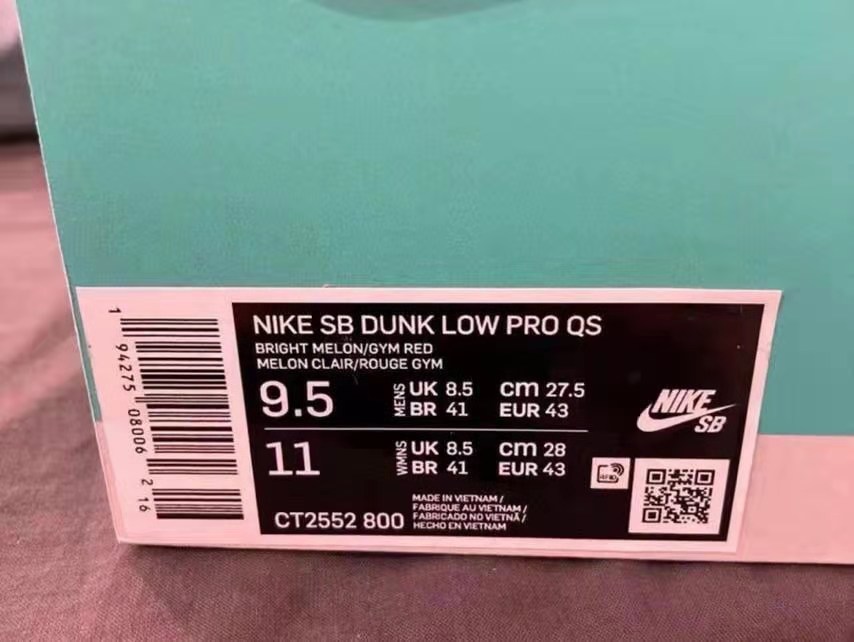 NIKE SB DUNK LOW PRO QS
BRIGHT MELON/GYM RED
MELON CLAIR/ROUGE GYM
9.5 MENS UK 8.5 cm 27.5
BR 41 EUR 43
11 WMNS UK 8.5 cm 28
BR 41 EUR 43
CT2552 800
MADE IN VIETNAM /
FABRIQUE AU VIETNAM /
FABRICADO NO VIETNÃ /
HECHO EN VIETNAM
NIKE
SB
RFID
1 94275 08006 2 16